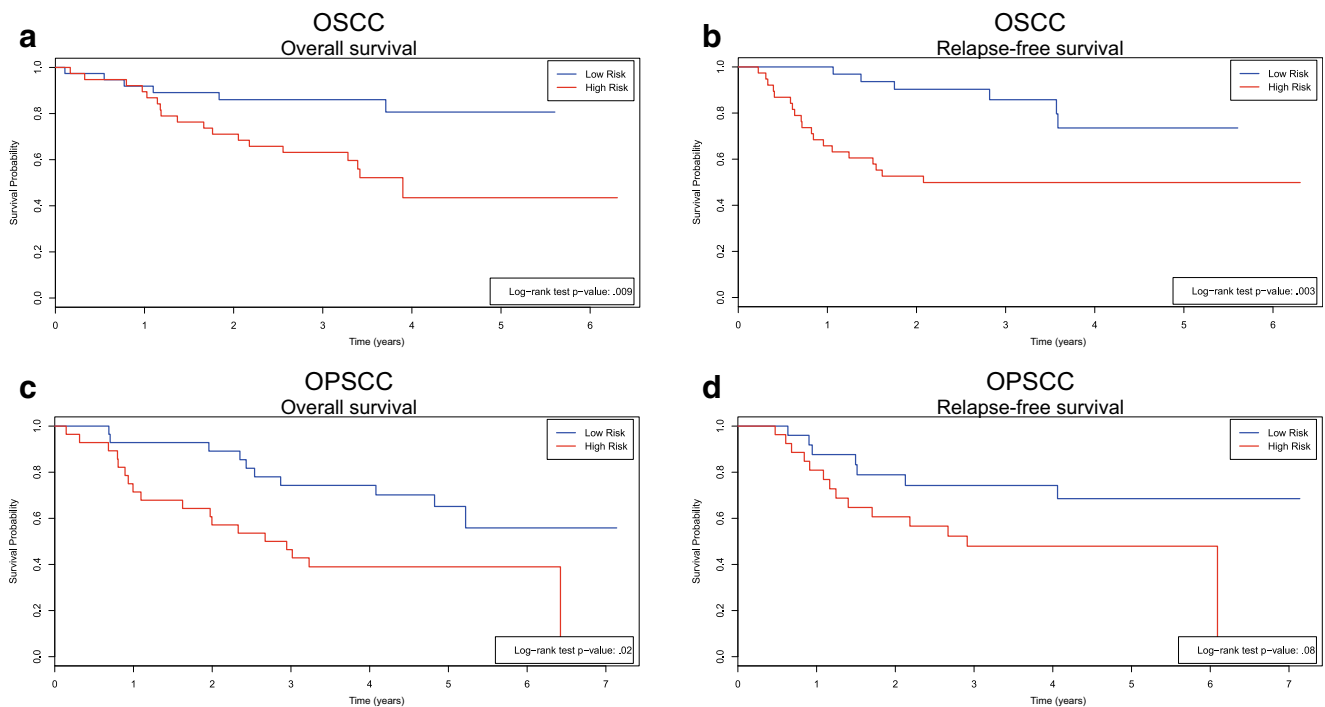 a
OSCC
Overall survival
Low Risk
High Risk
Survival Probability
1.0
0.8
0.6
0.4
0.2
0.0
Log-rank test p-value: .009
0 1 2 3 4 5 6
Time (years)
b
OSCC
Relapse-free survival
Low Risk
High Risk
Survival Probability
1.0
0.8
0.6
0.4
0.2
0.0
Log-rank test p-value: .003
0 1 2 3 4 5 6
Time (years)
c
OPSCC
Overall survival
Low Risk
High Risk
Survival Probability
1.0
0.8
0.6
0.4
0.2
0.0
Log-rank test p-value: .02
0 1 2 3 4 5 6 7
Time (years)
d
OPSCC
Relapse-free survival
Low Risk
High Risk
Survival Probability
1.0
0.8
0.6
0.4
0.2
0.0
Log-rank test p-value: .08
0 1 2 3 4 5 6 7
Time (years)